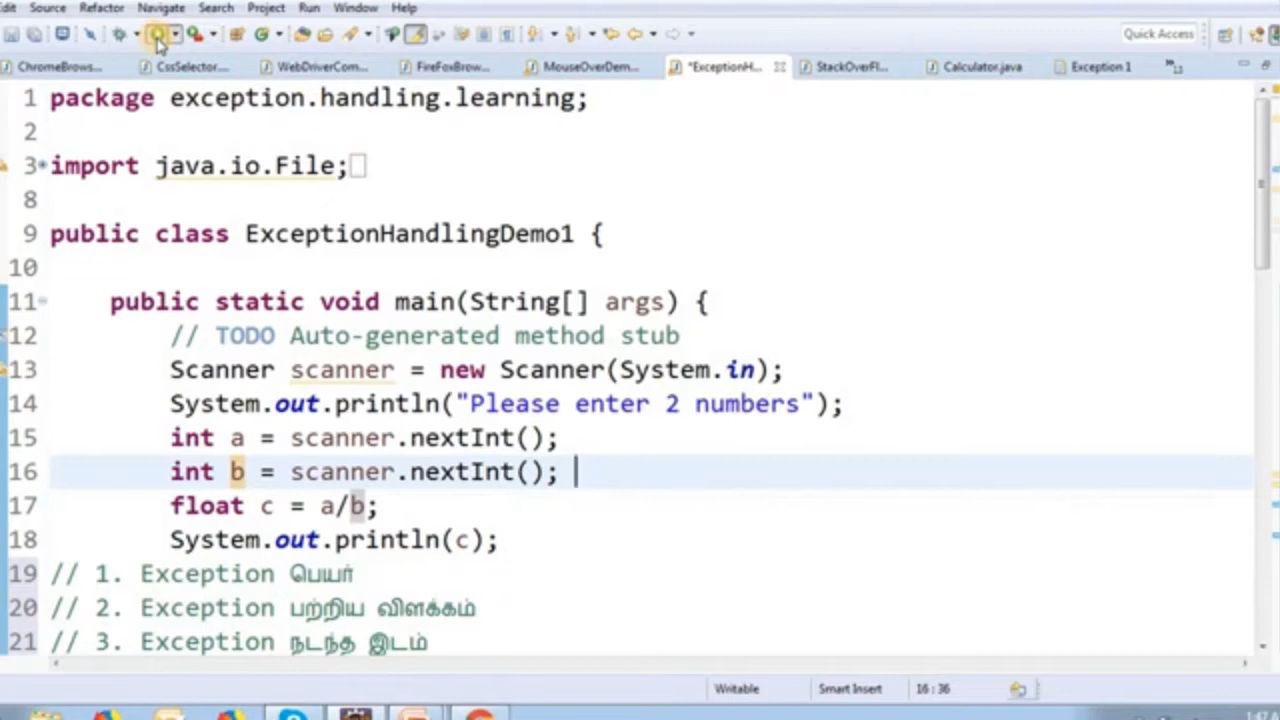 dit Source Refactor Navigate Search Project Run Window Help
Quick Access
ChromeBrows... CssSelector.... WebDriverCom... FireFoxBrow... MouseOverDem... *ExceptionH... StackOverFl... Calculator.java Exception1
1 package exception.handling.learning;
2
3 import java.io.File;
8
9 public class ExceptionHandlingDemo1 {
10
11 public static void main(String[] args) {
12 // TODO Auto-generated method stub
13 Scanner scanner = new Scanner(System.in);
14 System.out.println("Please enter 2 numbers");
15 int a = scanner.nextInt();
16 int b = scanner.nextInt();
17 float c = a/b;
18 System.out.println(c);
19 // 1. Exception பெயர்
20 // 2. Exception பற்றிய விளக்கம்
21 // 3. Exception நடந்த இடம்
Writable Smart Insert 16 : 36